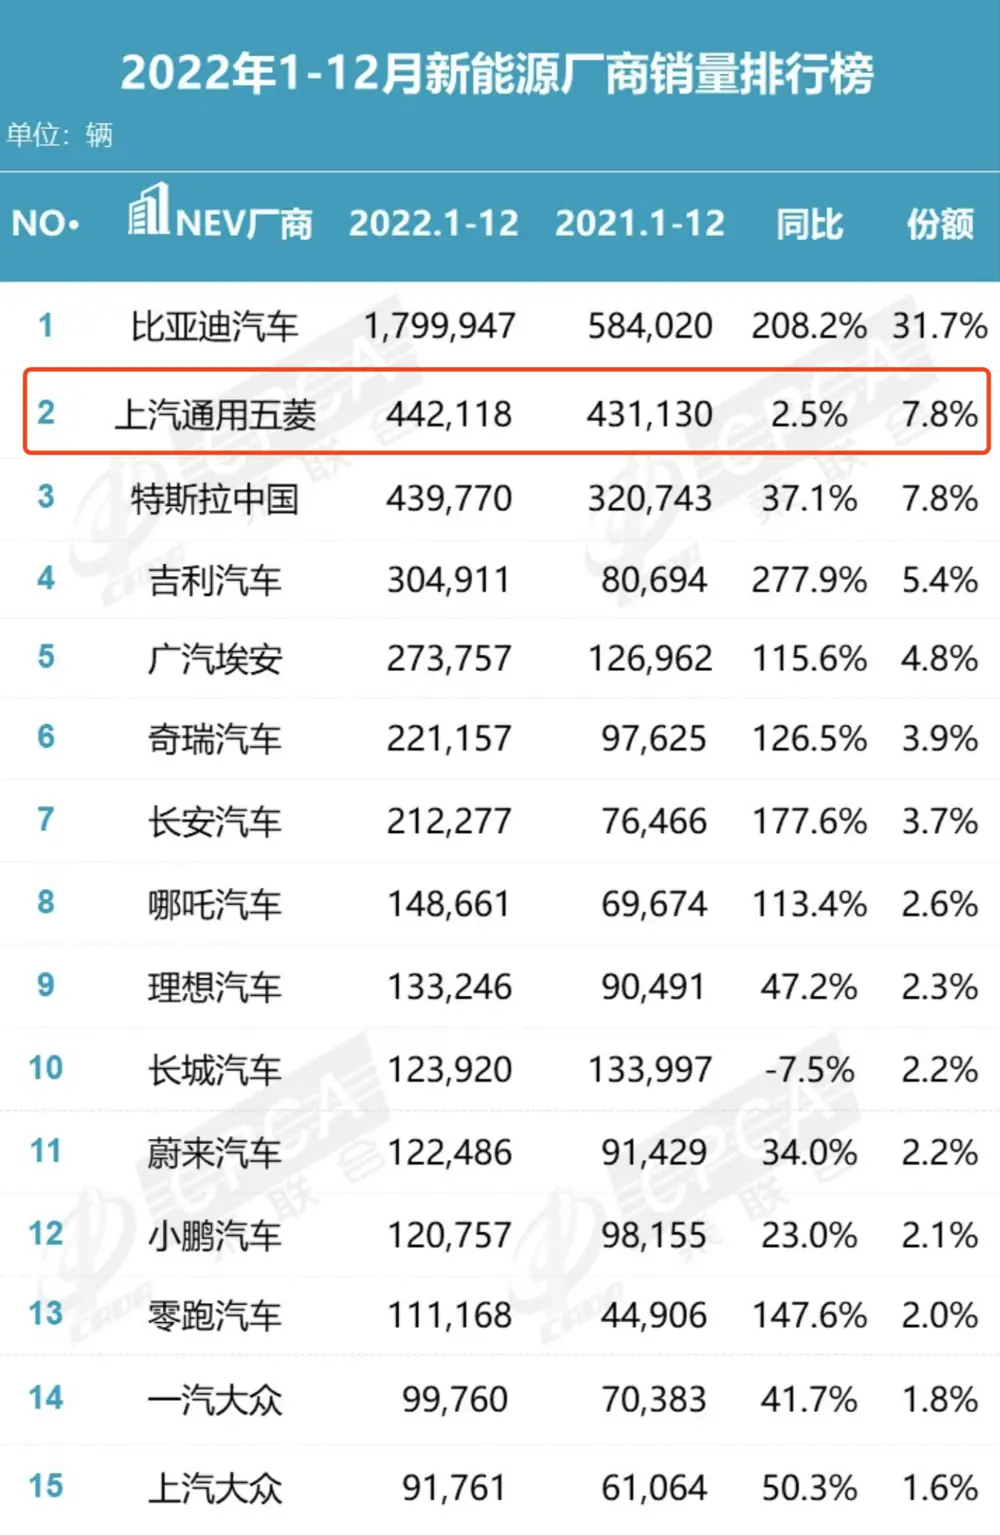 2022年1-12月新能源厂商销量排行榜
单位：辆
NO• NEV厂商 2022.1-12 2021.1-12 同比 份额
1 比亚迪汽车 1,799,947 584,020 208.2% 31.7%
2 上汽通用五菱 442,118 431,130 2.5% 7.8%
3 特斯拉中国 439,770 320,743 37.1% 7.8%
4 吉利汽车 304,911 80,694 277.9% 5.4%
5 广汽埃安 273,757 126,962 115.6% 4.8%
6 奇瑞汽车 221,157 97,625 126.5% 3.9%
7 长安汽车 212,277 76,466 177.6% 3.7%
8 哪吒汽车 148,661 69,674 113.4% 2.6%
9 理想汽车 133,246 90,491 47.2% 2.3%
10 长城汽车 123,920 133,997 -7.5% 2.2%
11 蔚来汽车 122,486 91,429 34.0% 2.2%
12 小鹏汽车 120,757 98,155 23.0% 2.1%
13 零跑汽车 111,168 44,906 147.6% 2.0%
14 一汽大众 99,760 70,383 41.7% 1.8%
15 上汽大众 91,761 61,064 50.3% 1.6%
CPCA
乘联会
CADA